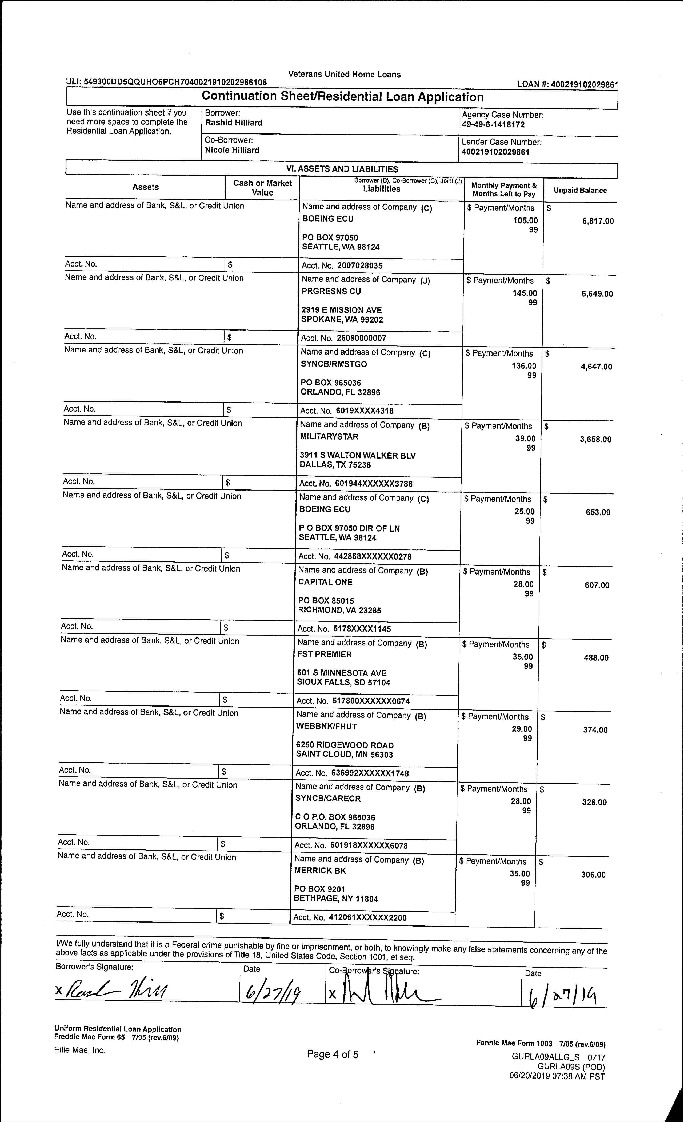 Veterans United Home Loans
ULI: 549300DD5QQUHO6PCH7040021910202986106
LOAN #: 400219102029861
Continuation Sheet/Residential Loan Application
Use this continuation sheet if you need more space to complete the Residential Loan Application.
Borrower:
Rashid Hilliard
Agency Case Number:
49-49-6-1418172
Co-Borrower:
Nicole Hilliard
Lender Case Number:
400219102029861
VI. ASSETS AND LIABILITIES
Assets
Cash or Market Value
Borrower (B), Co-Borrower (C), Joint (J)
Liabilities
Monthly Payment & Months Left to Pay
Unpaid Balance
Name and address of Bank, S&L, or Credit Union
Name and address of Company (C)
$ Payment/Months
$
BOEING ECU
105.00
6,817.00
99
PO BOX 97050
SEATTLE, WA 98124
Acct. No.
$
Acct. No. 2007028035
Name and address of Bank, S&L, or Credit Union
Name and address of Company (J)
$ Payment/Months
$
PRGRESNS CU
145.00
6,649.00
99
2919 E MISSION AVE
SPOKANE, WA 99202
Acct. No.
$
Acct. No. 26090000007
Name and address of Bank, S&L, or Credit Union
Name and address of Company (C)
$ Payment/Months
$
SYNCB/RMSTGO
136.00
4,647.00
99
PO BOX 965036
ORLANDO, FL 32896
Acct. No.
$
Acct. No. 6019XXXX4318
Name and address of Bank, S&L, or Credit Union
Name and address of Company (B)
$ Payment/Months
$
MILITARYSTAR
39.00
3,658.00
99
3911 S WALTON WALKER BLV
DALLAS, TX 75236
Acct. No.
$
Acct. No. 601944XXXXXX3788
Name and address of Bank, S&L, or Credit Union
Name and address of Company (C)
$ Payment/Months
$
BOEING ECU
25.00
653.00
99
P O BOX 97050 DIR OF LN
SEATTLE, WA 98124
Acct. No.
$
Acct. No. 442868XXXXXX0278
Name and address of Bank, S&L, or Credit Union
Name and address of Company (B)
$ Payment/Months
$
CAPITAL ONE
28.00
607.00
99
PO BOX 85015
RICHMOND, VA 23285
Acct. No.
$
Acct. No. 5178XXXX1145
Name and address of Bank, S&L, or Credit Union
Name and address of Company (B)
$ Payment/Months
$
FST PREMIER
35.00
488.00
99
601 S MINNESOTA AVE
SIOUX FALLS, SD 57104
Acct. No.
$
Acct. No. 517800XXXXXX0674
Name and address of Bank, S&L, or Credit Union
Name and address of Company (B)
$ Payment/Months
$
WEBBNK/FHUT
29.00
374.00
99
6250 RIDGEWOOD ROAD
SAINT CLOUD, MN 56303
Acct. No.
$
Acct. No. 636992XXXXXX1748
Name and address of Bank, S&L, or Credit Union
Name and address of Company (B)
$ Payment/Months
$
SYNCB/CARECR
28.00
328.00
99
C O P.O. BOX 965036
ORLANDO, FL 32896
Acct. No.
$
Acct. No. 601918XXXXXX6078
Name and address of Bank, S&L, or Credit Union
Name and address of Company (B)
$ Payment/Months
$
MERRICK BK
35.00
306.00
99
PO BOX 9201
BETHPAGE, NY 11804
Acct. No.
$
Acct. No. 412061XXXXXX2200
I/We fully understand that it is a Federal crime punishable by fine or imprisonment, or both, to knowingly make any false statements concerning any of the
above facts as applicable under the provisions of Title 18, United States Code, Section 1001, et seq.
Borrower's Signature:
Date
Co-Borrower's Signature:
Date
X
6/27/19
X
6/27/19
Uniform Residential Loan Application
Freddie Mac Form 65 7/05 (rev.6/09)
Fannie Mae Form 1003 7/05 (rev.6/09)
Ellie Mae, Inc.
Page 4 of 5
GURLA09ALLG_S 0717
GURLA09S (POD)
06/20/2019 07:38 AM PST